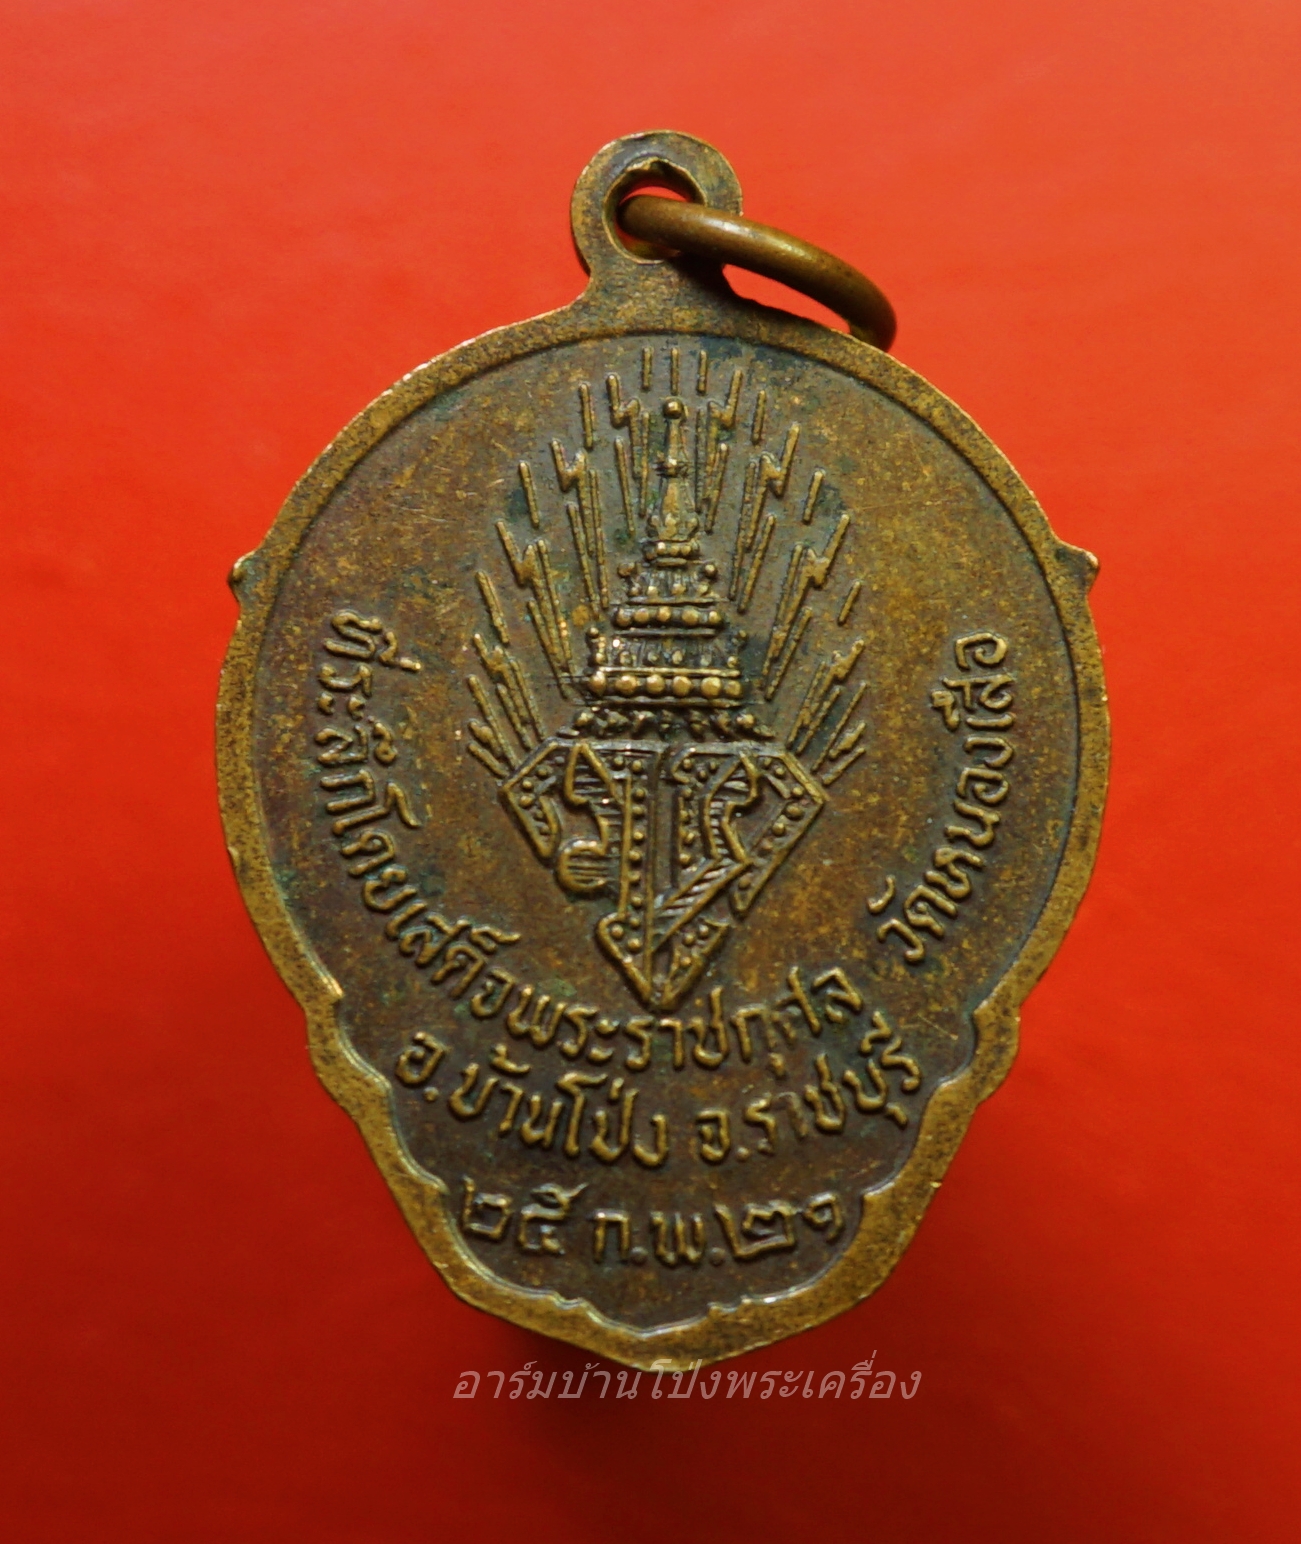 ที่ระลึกโดยเสด็จพระราชกุศล วัดหนองเสือ
อ.บ้านโป่ง จ.ราชบุรี
๒๕ ก.พ.๒๑
อาร์มบ้านโป่งพระเครื่อง